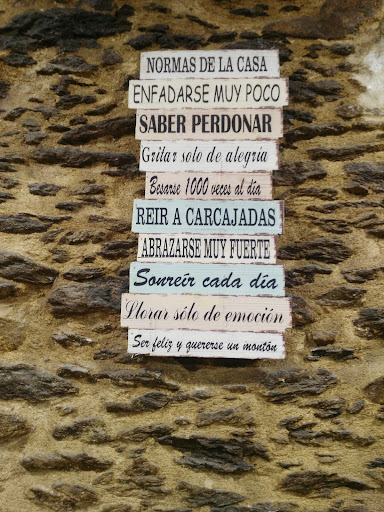 NORMAS DE LA CASA
ENFADARSE MUY POCO
SABER PERDONAR
Gritar solo de alegría
Besarse 1000 veces al día
REIR A CARCAJADAS
ABRAZARSE MUY FUERTE
Sonreír cada día
Llorar sólo de emoción
Ser feliz y quererse un montón